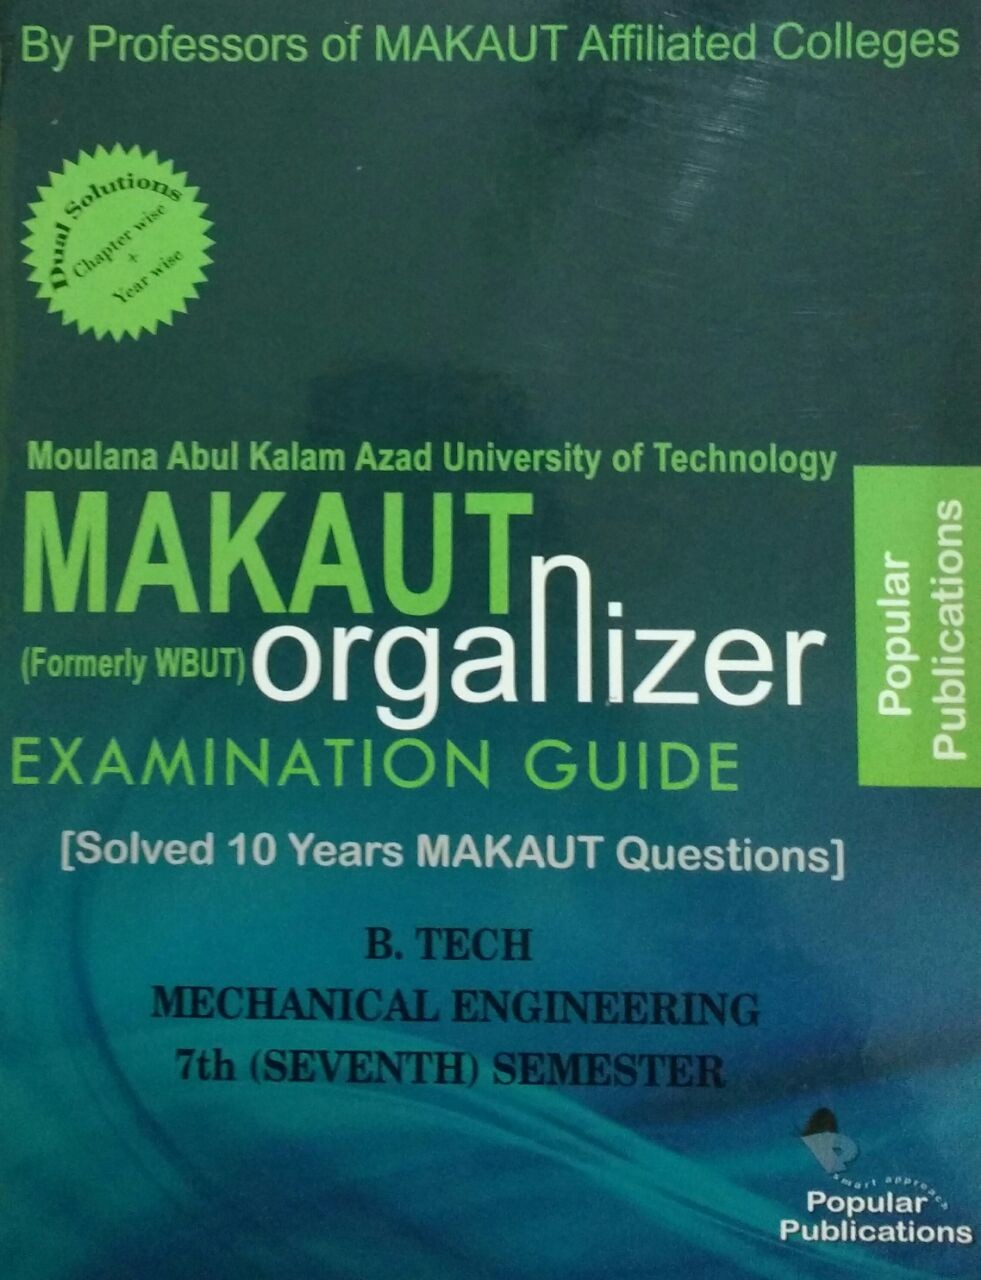 By Professors of MAKAUT Affiliated Colleges
Dual Solutions
Chapter wise
+
Year wise
Moulana Abul Kalam Azad University of Technology
MAKAUT
(Formerly WBUT) organizer
EXAMINATION GUIDE
Popular
Publications
[Solved 10 Years MAKAUT Questions]
B. TECH
MECHANICAL ENGINEERING
7th (SEVENTH) SEMESTER
P
smart approach
Popular
Publications